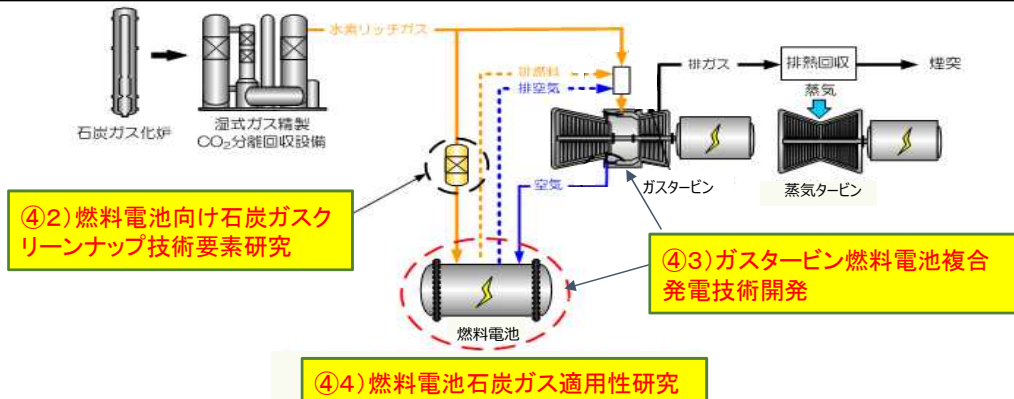 水素リッチガス
排燃料
排空気
排ガス
排熱回収
煙突
蒸気
石炭ガス化炉
湿式ガス精製
CO₂分離回収設備
ガスタービン
蒸気タービン
空気
④2）燃料電池向け石炭ガスク
リーンナップ技術要素研究
④3）ガスタービン燃料電池複合
発電技術開発
燃料電池
④4）燃料電池石炭ガス適用性研究